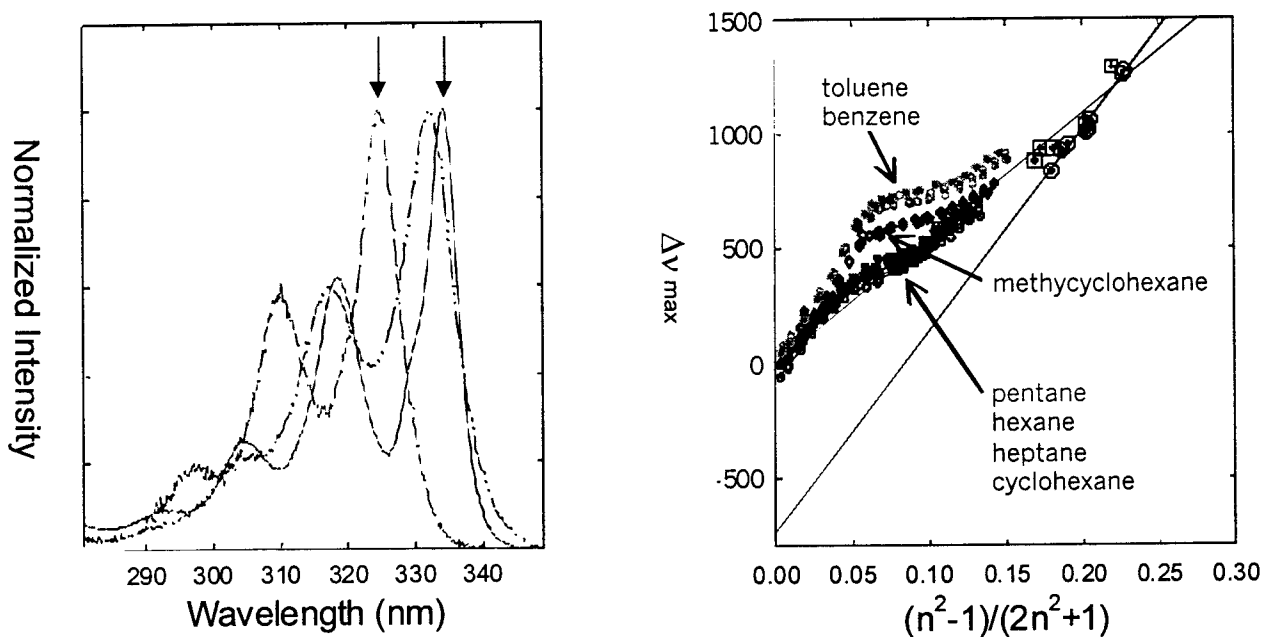 Normalized Intensity
290 300 310 320 330 340
Wavelength (nm)
1500
1000
500
0
-500
Δν max
toluene
benzene
methycyclohexane
pentane
hexane
heptane
cyclohexane
0.00 0.05 0.10 0.15 0.20 0.25 0.30
(n²-1)/(2n²+1)